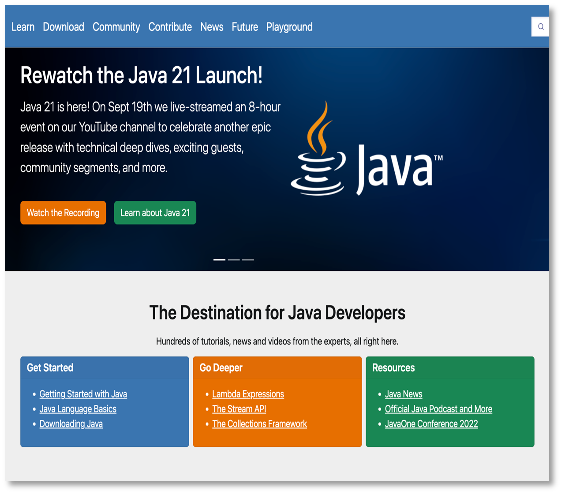 Learn Download Community Contribute News Future Playground
Rewatch the Java 21 Launch!
Java 21 is here! On Sept 19th we live-streamed an 8-hour
event on our YouTube channel to celebrate another epic
release with technical deep dives, exciting guests,
community segments, and more.
Watch the Recording Learn about Java 21
Java™
The Destination for Java Developers
Hundreds of tutorials, news and videos from the experts, all right here.
Get Started
Getting Started with Java
Java Language Basics
Downloading Java
Go Deeper
Lambda Expressions
The Stream API
The Collections Framework
Resources
Java News
Official Java Podcast and More
JavaOne Conference 2022